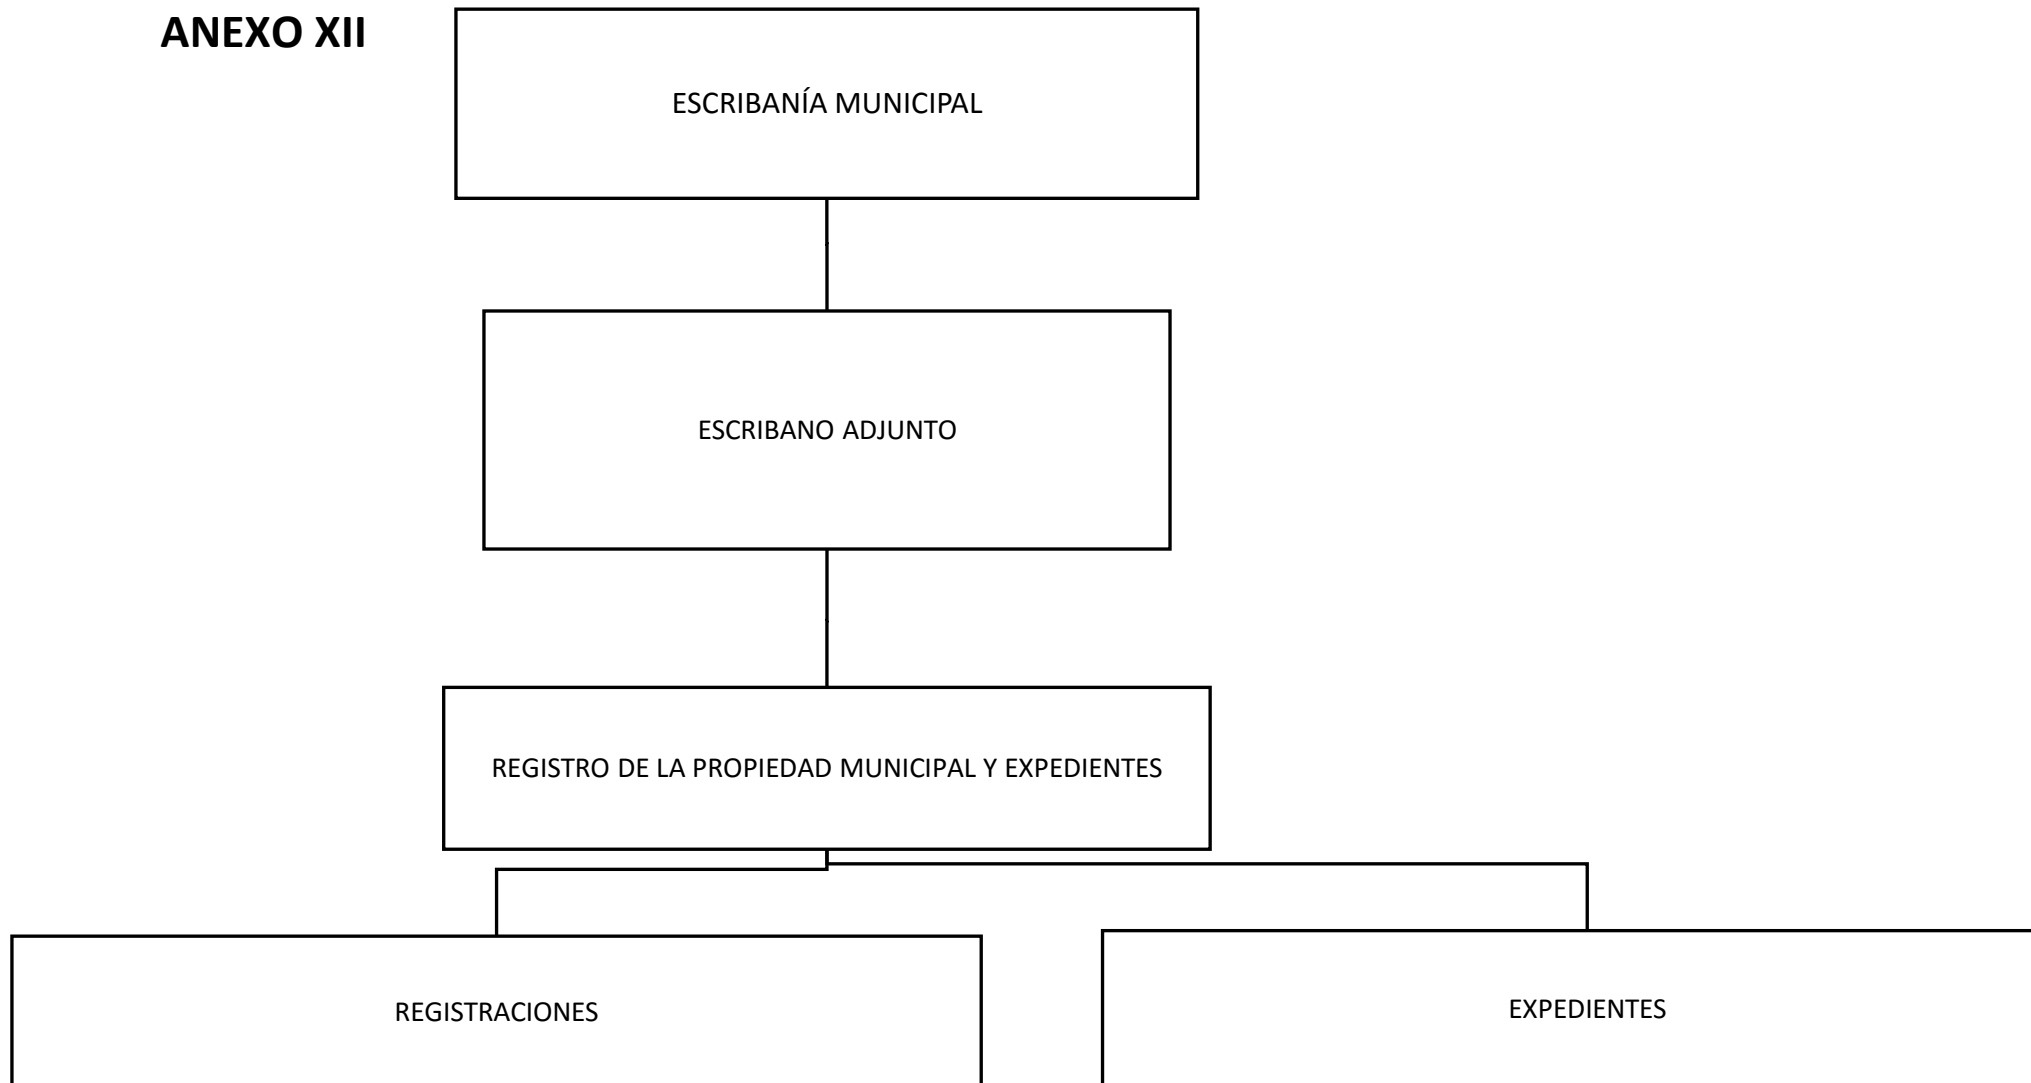 ANEXO XII
ESCRIBANÍA MUNICIPAL
ESCRIBANO ADJUNTO
REGISTRO DE LA PROPIEDAD MUNICIPAL Y EXPEDIENTES
REGISTRACIONES
EXPEDIENTES